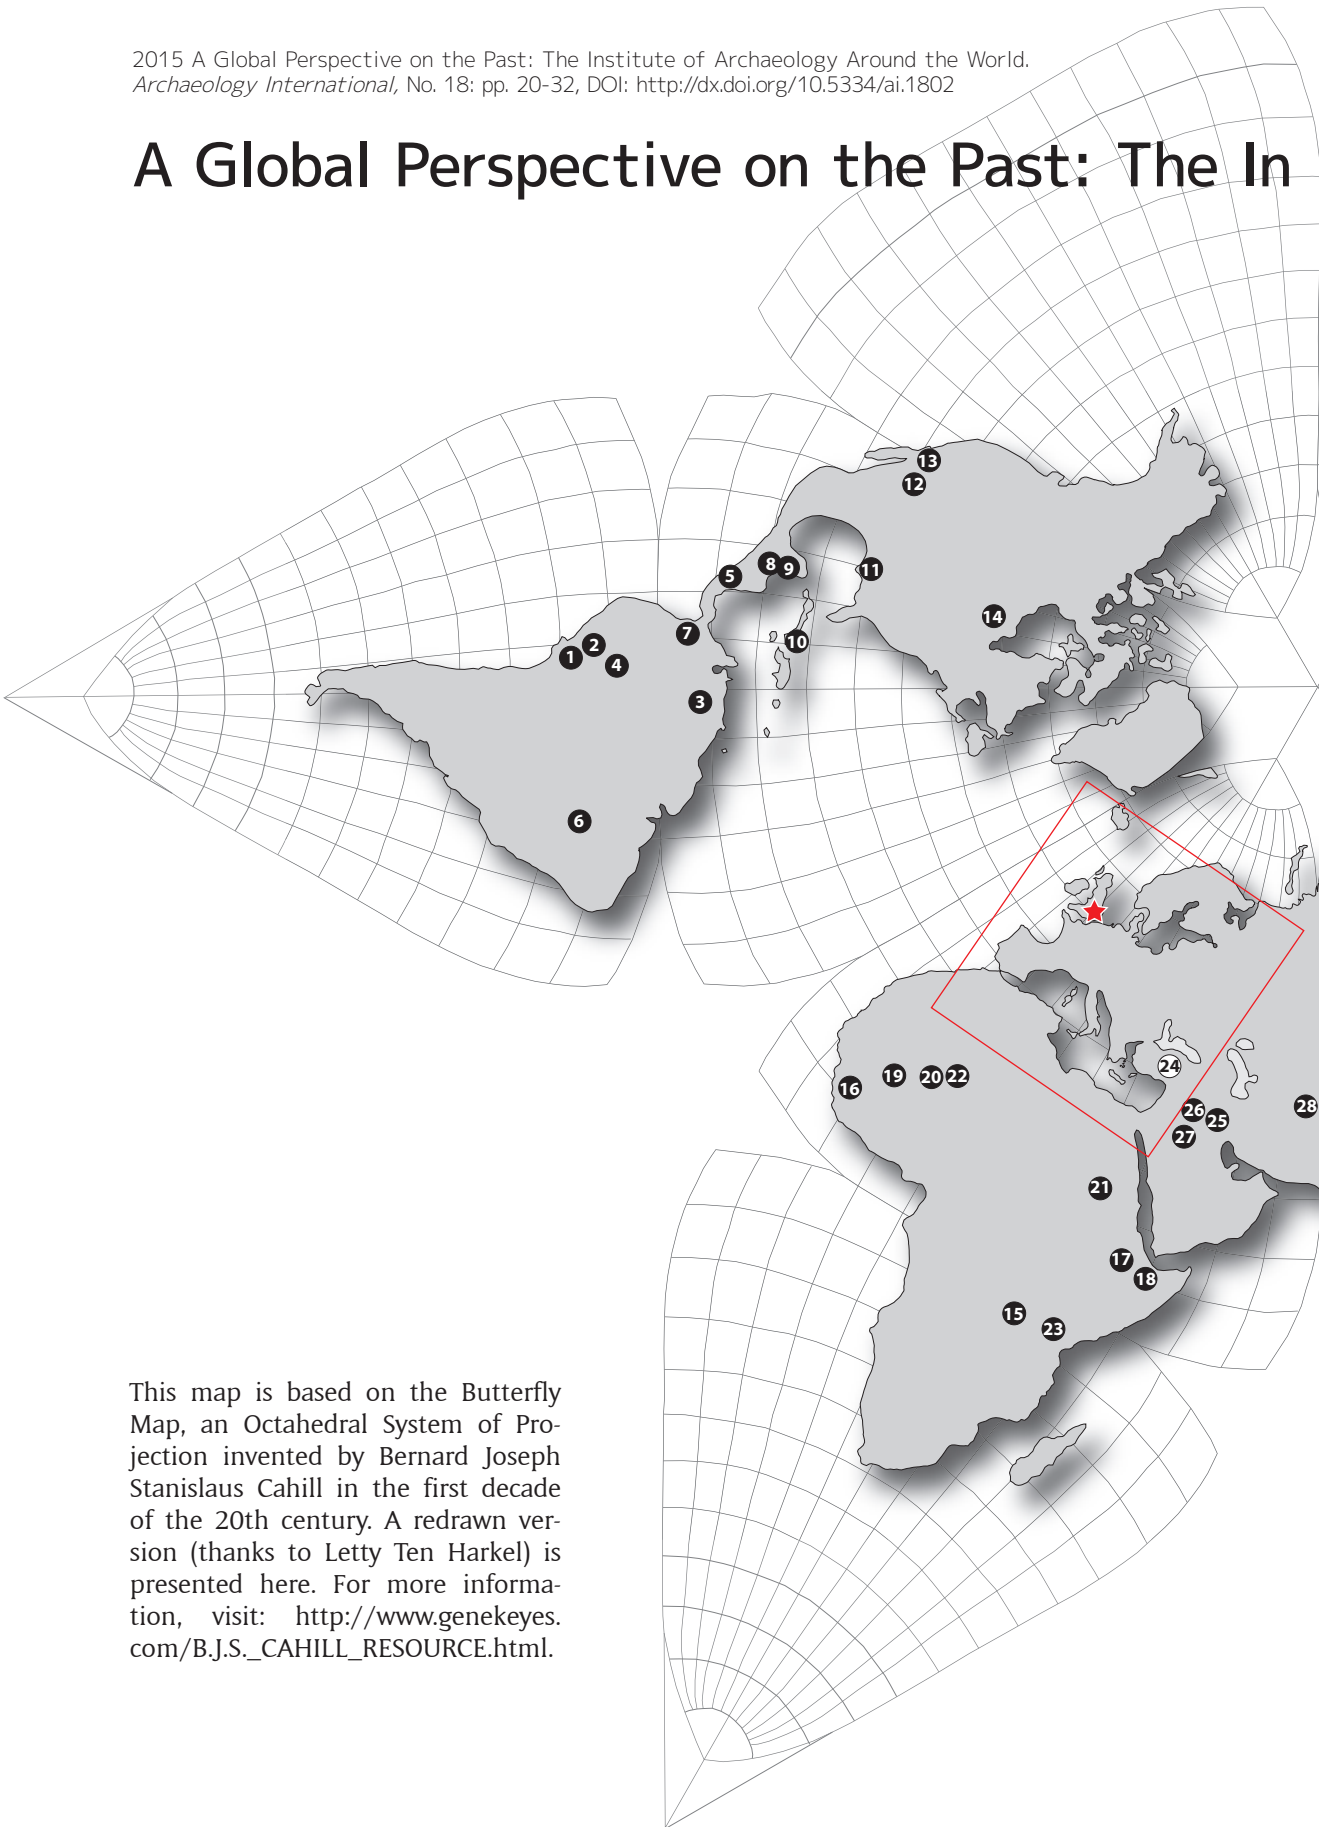 2015 A Global Perspective on the Past: The Institute of Archaeology Around the World.
Archaeology International, No. 18: pp. 20-32, DOI: http://dx.doi.org/10.5334/ai.1802
A Global Perspective on the Past: The In
13
12
8
9
11
5
14
7
10
2
1
4
3
6
24
19
20
22
16
26
28
25
27
21
17
18
15
23
This map is based on the Butterfly
Map, an Octahedral System of Pro-
jection invented by Bernard Joseph
Stanislaus Cahill in the first decade
of the 20th century. A redrawn ver-
sion (thanks to Letty Ten Harkel) is
presented here. For more informa-
tion, visit: http://www.genekeyes.
com/B.J.S._CAHILL_RESOURCE.html.